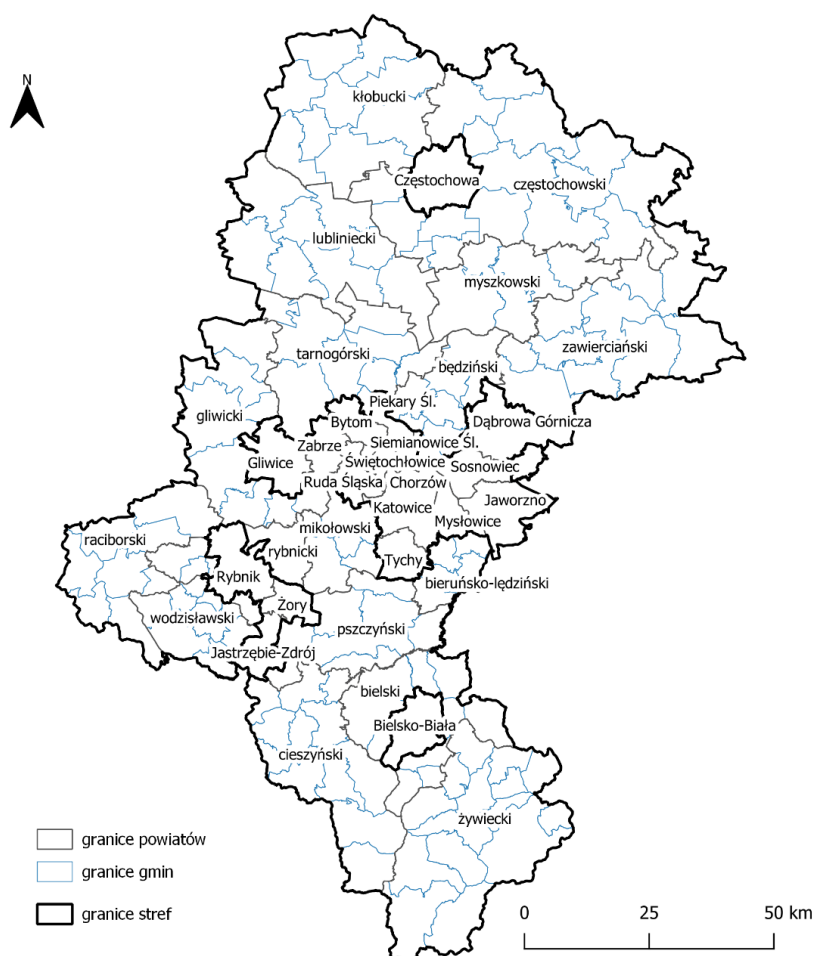 N
kłobucki
Częstochowa
częstochowski
lubliniecki
myszkowski
zawierciański
tarnogórski
będziński
Piekary Śl.
gliwicki
Bytom
Dąbrowa Górnicza
Zabrze
Siemianowice Śl.
Gliwice
Świętochłowice
Sosnowiec
Ruda Śląska
Chorzów
Jaworzno
Katowice
Mysłowice
mikołowski
raciborski
rybnicki
Tychy
Rybnik
bieruńsko-lędziński
Żory
wodzisławski
pszczyński
Jastrzębie-Zdrój
bielski
Bielsko-Biała
cieszyński
żywiecki
granice powiatów
granice gmin
granice stref
0 25 50 km